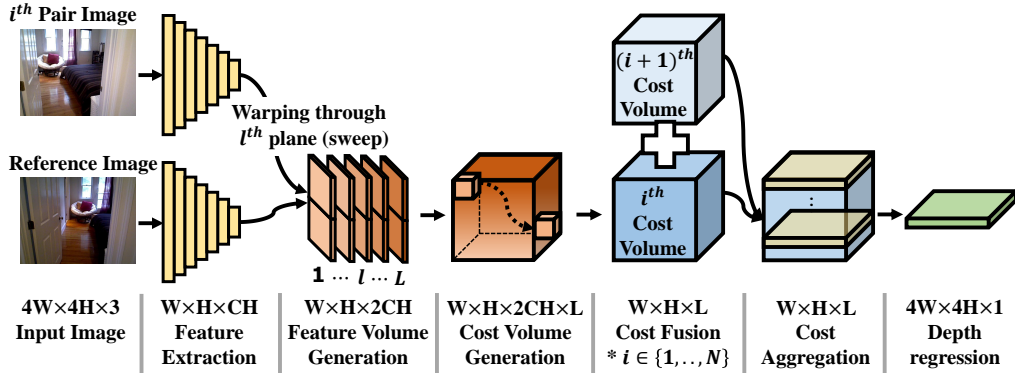 i^{th} Pair Image
Reference Image
Warping through
l^{th} plane (sweep)
1 ... l ... L
(i + 1)^{th}
Cost
Volume
i^{th}
Cost
Volume
:
4W×4H×3
Input Image
W×H×CH
Feature
Extraction
W×H×2CH
Feature Volume
Generation
W×H×2CH×L
Cost Volume
Generation
W×H×L
Cost Fusion
* i ∈ {1, . . , N}
W×H×L
Cost
Aggregation
4W×4H×1
Depth
regression